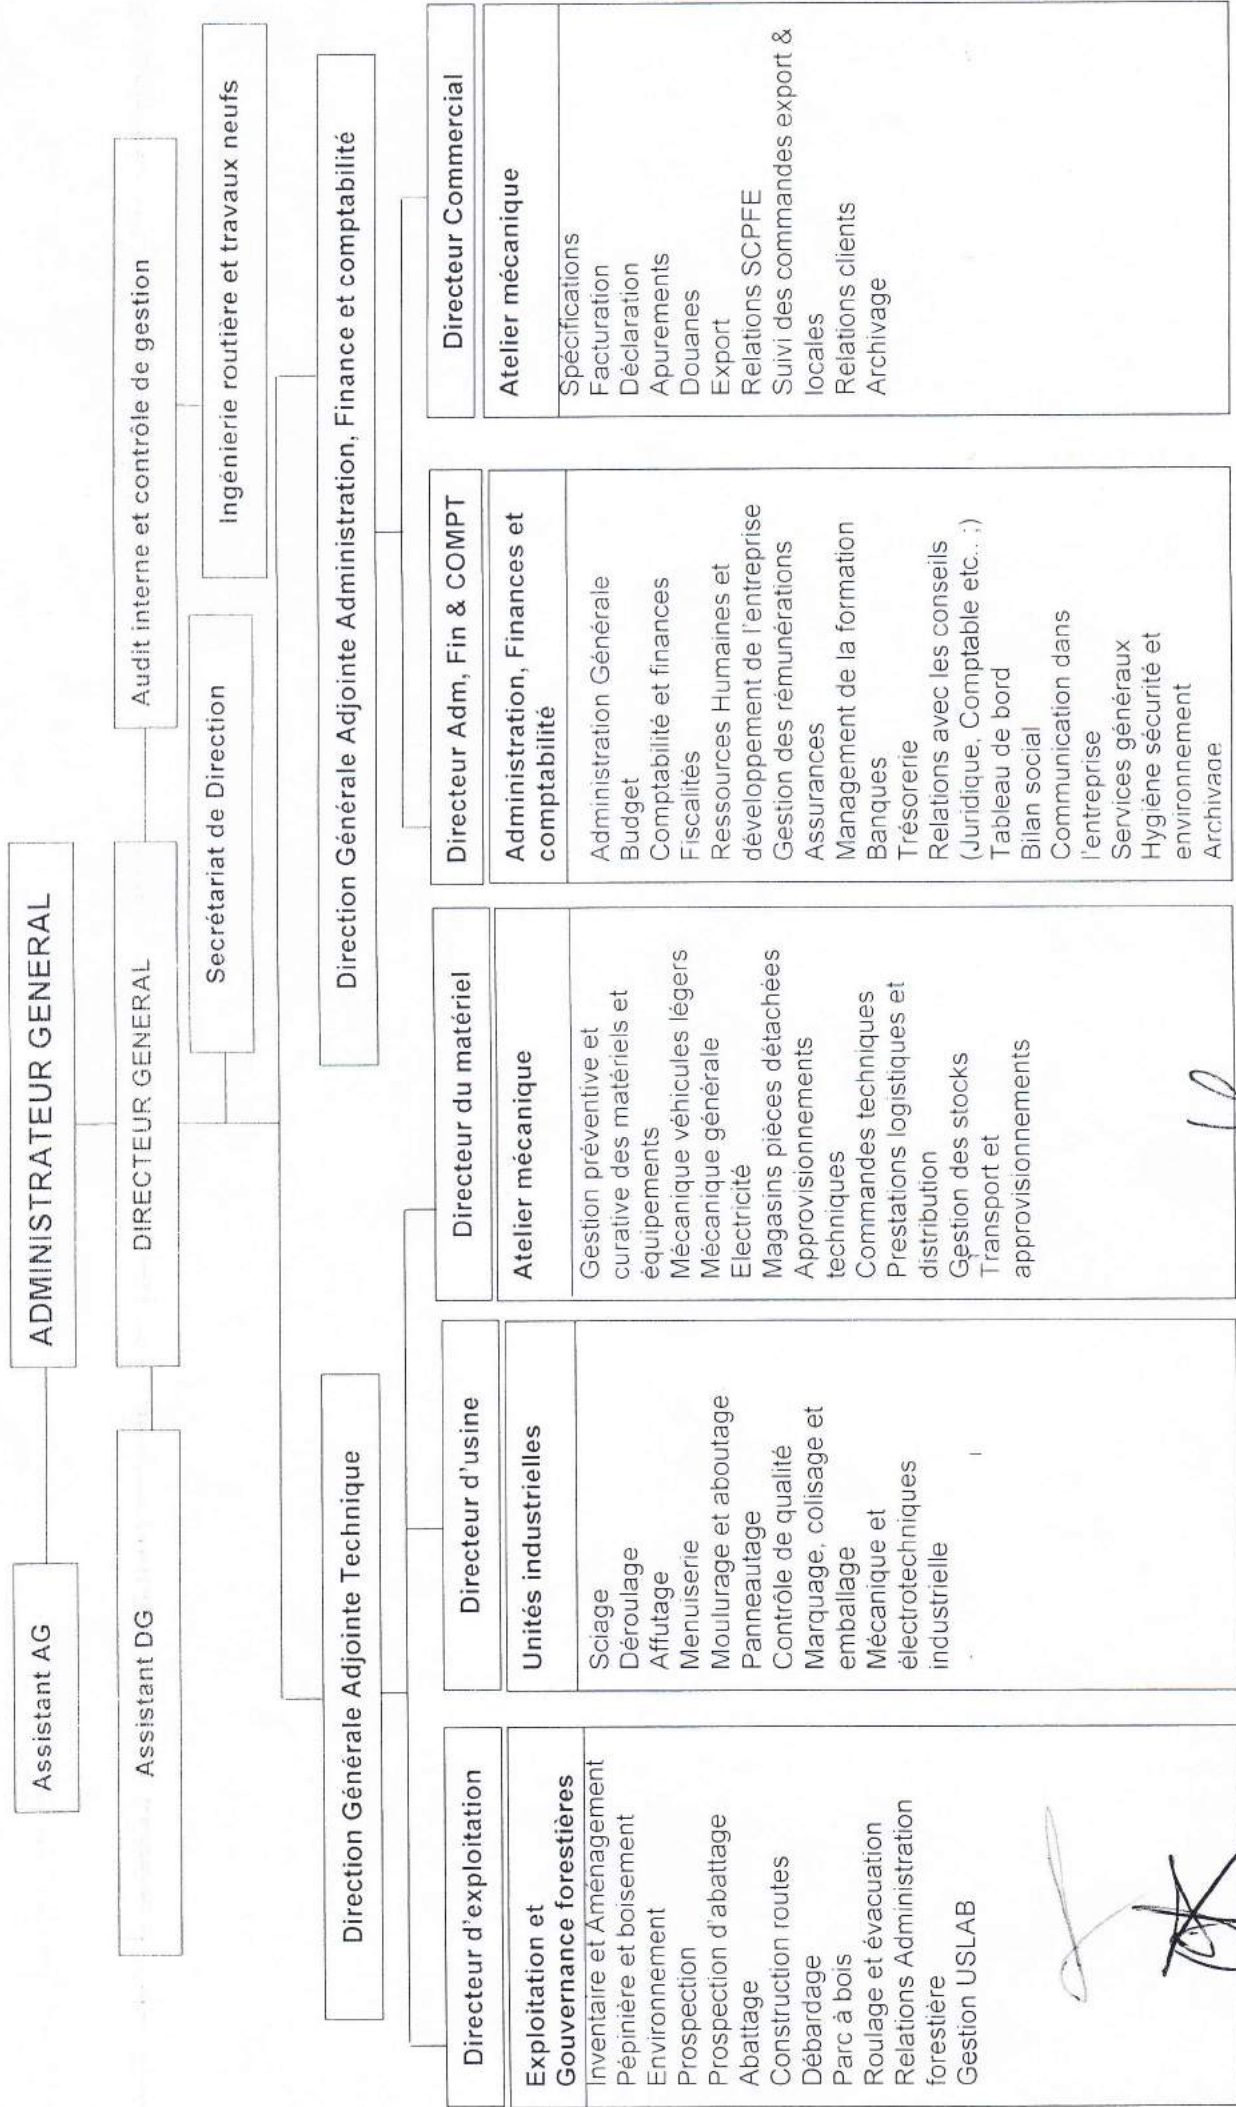 ADMINISTRATEUR GENERAL
Assistant AG
DIRECTEUR GENERAL
Assistant DG
Audit interne et contrôle de gestion
Secrétariat de Direction
Ingénierie routière et travaux neufs
Direction Générale Adjointe Technique
Direction Générale Adjointe Administration, Finance et comptabilité
Directeur d'exploitation
Exploitation et
Gouvernance forestières
Inventaire et Aménagement
Pépinière et boisement
Environnement
Prospection
Prospection d'abattage
Abattage
Construction routes
Débardage
Parc à bois
Roulage et évacuation
Relations Administration
forestière
Gestion USLAB
Directeur d'usine
Unités industrielles
Sciage
Déroulage
Affutage
Menuiserie
Moulurage et aboutage
Panneautage
Contrôle de qualité
Marquage, colisage et
emballage
Mécanique et
électrotechniques
industrielle
Directeur du matériel
Atelier mécanique
Gestion préventive et
curative des matériels et
équipements
Mécanique véhicules légers
Mécanique générale
Electricité
Magasins pièces détachées
Approvisionnements
techniques
Commandes techniques
Prestations logistiques et
distribution
Gestion des stocks
Transport et
approvisionnements
Directeur Adm, Fin & COMPT
Administration, Finances et
comptabilité
Administration Générale
Budget
Comptabilité et finances
Fiscalités
Ressources Humaines et
développement de l'entreprise
Gestion des rémunérations
Assurances
Management de la formation
Banques
Trésorerie
Relations avec les conseils
(Juridique, Comptable etc.. ;)
Tableau de bord
Bilan social
Communication dans
l'entreprise
Services généraux
Hygiène sécurité et
environnement
Archivage
Directeur Commercial
Atelier mécanique
Spécifications
Facturation
Déclaration
Apurements
Douanes
Export
Relations SCPFE
Suivi des commandes export &
locales
Relations clients
Archivage